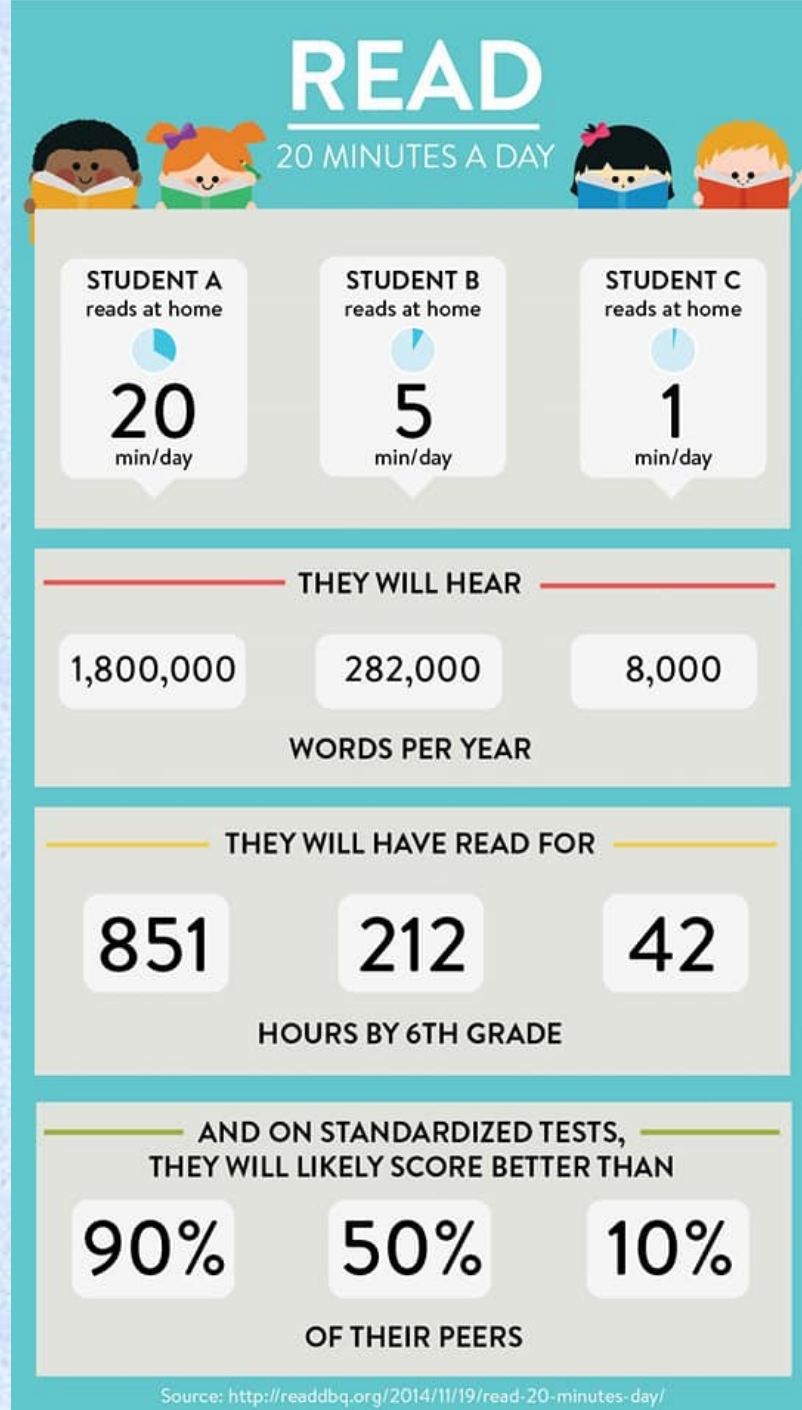 READ
20 MINUTES A DAY
STUDENT A
reads at home
20
min/day
STUDENT B
reads at home
5
min/day
STUDENT C
reads at home
1
min/day
THEY WILL HEAR
1,800,000 282,000 8,000
WORDS PER YEAR
THEY WILL HAVE READ FOR
851 212 42
HOURS BY 6TH GRADE
AND ON STANDARDIZED TESTS,
THEY WILL LIKELY SCORE BETTER THAN
90% 50% 10%
OF THEIR PEERS
Source: http://readdbq.org/2014/11/19/read-20-minutes-day/